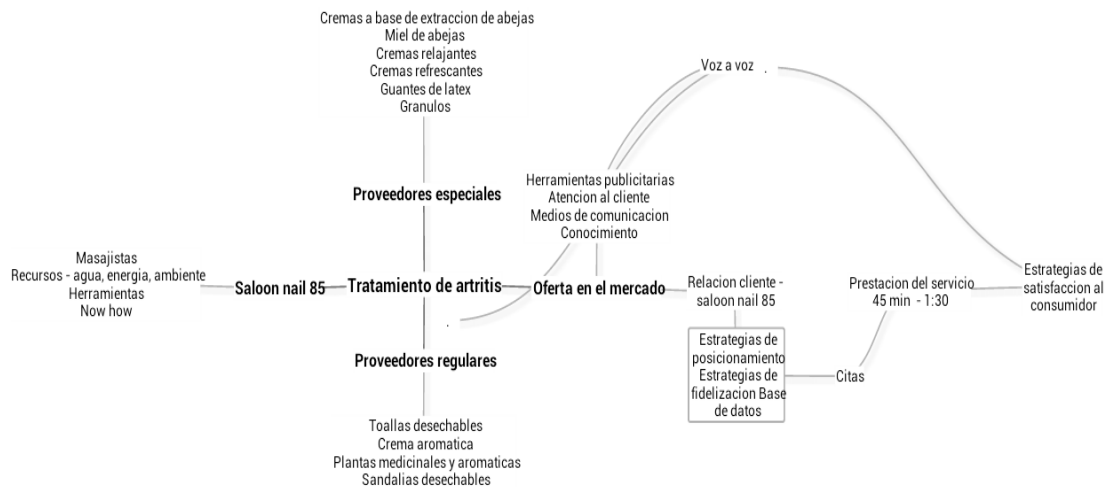 Cremas a base de extraccion de abejas
Miel de abejas
Cremas relajantes
Cremas refrescantes
Guantes de latex
Granulos
Voz a voz .
Proveedores especiales
Herramientas publicitarias
Atencion al cliente
Medios de comunicacion
Conocimiento
Masajistas
Recursos - agua, energia, ambiente
Herramientas
Now how
Saloon nail 85
Tratamiento de artritis
Oferta en el mercado
Relacion cliente -
saloon nail 85
Prestacion del servicio
45 min - 1:30
Estrategias de
satisfaccion al
consumidor
.
Proveedores regulares
Estrategias de
posicionamiento
Estrategias de
fidelizacion Base
de datos
Citas
Toallas desechables
Crema aromatica
Plantas medicinales y aromaticas
Sandalias desechables